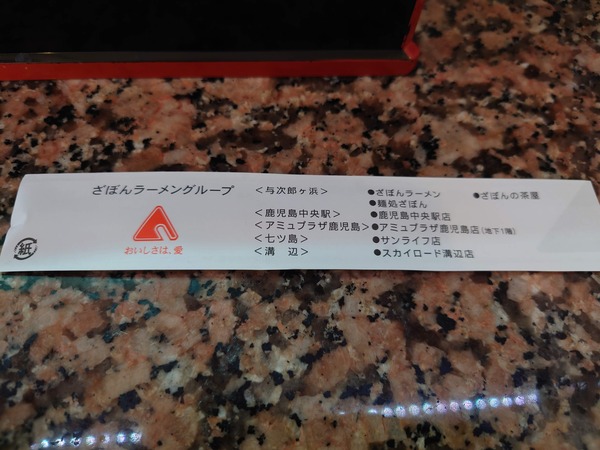 ざぼんラーメングループ
おいしさは、愛
紙
<与次郎ヶ浜> ●ざぼんラーメン ●ざぼんの茶屋
●麺処ざぼん
<鹿児島中央駅> ●鹿児島中央駅店
<アミュプラザ鹿児島> ●アミュプラザ鹿児島店(地下1階)
<七ツ島> ●サンライフ店
<溝辺> ●スカイロード溝辺店